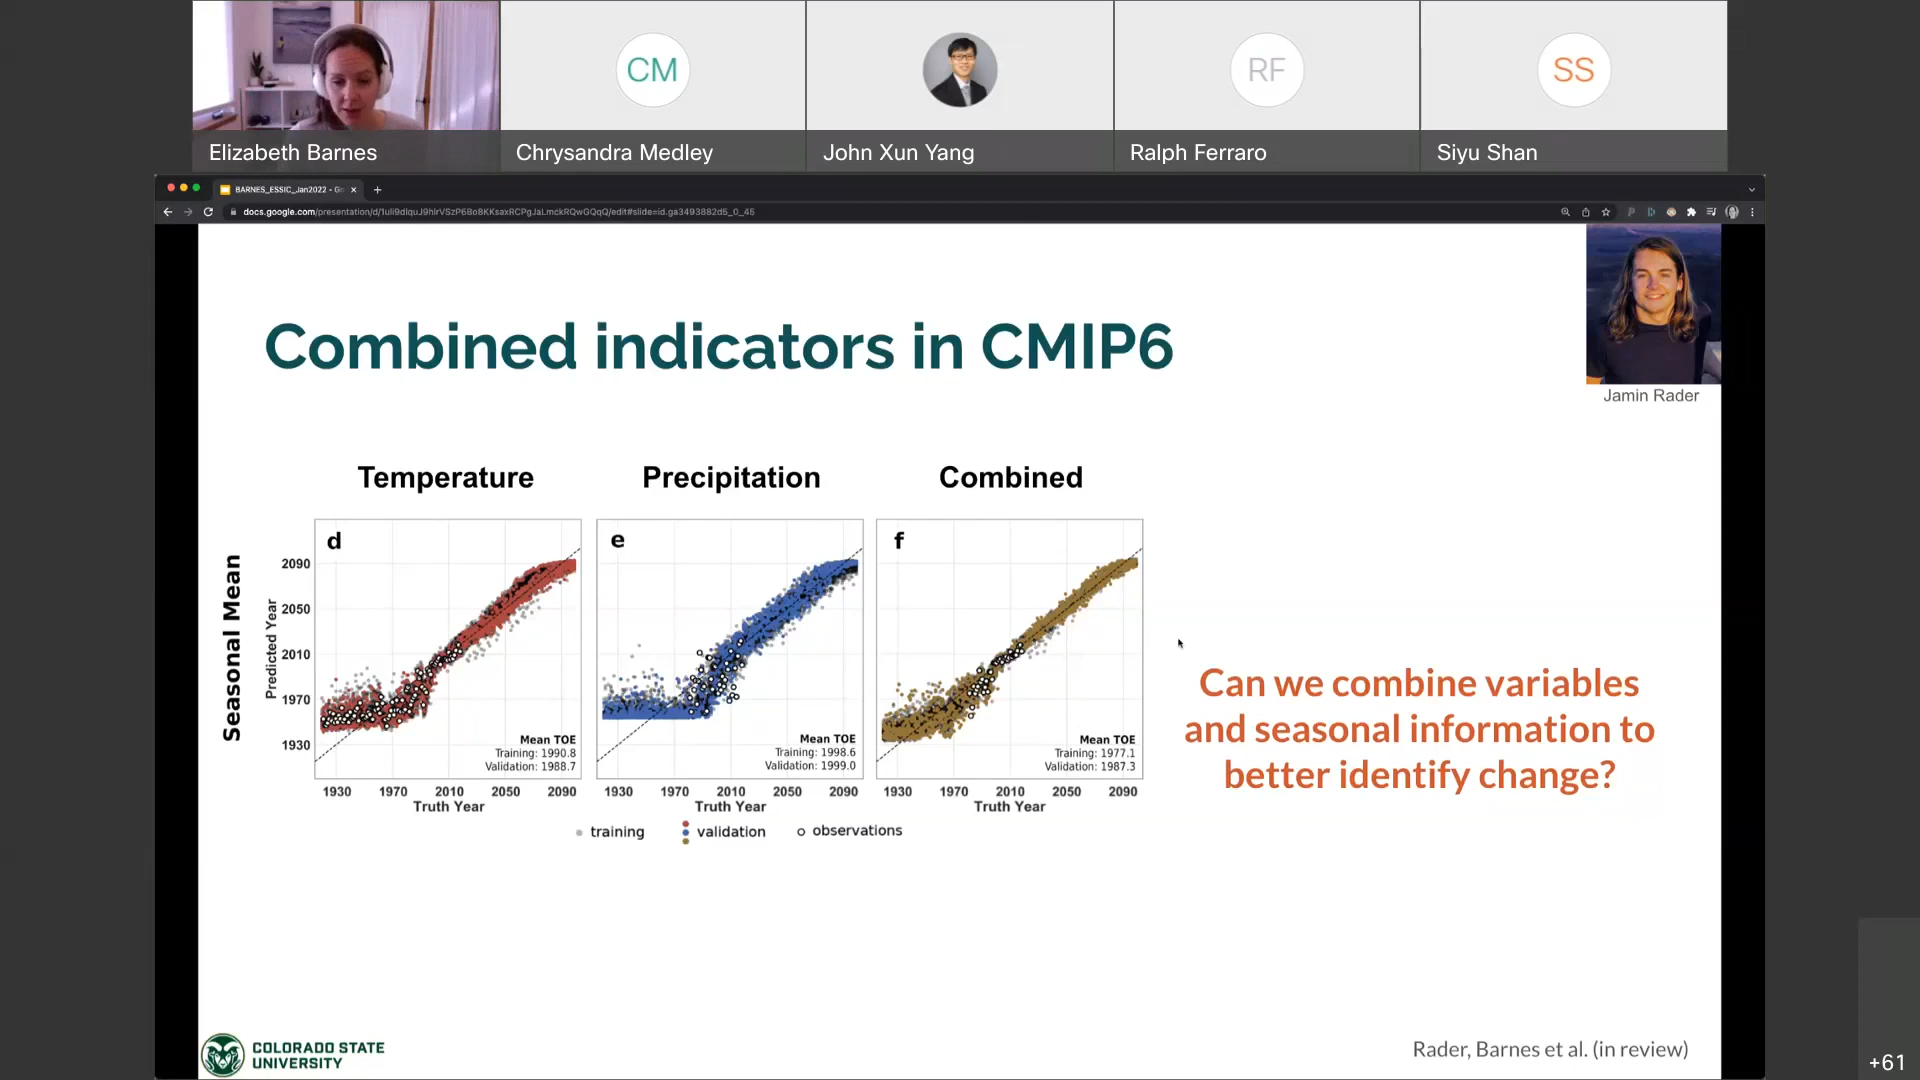 CM
RF
SS
Elizabeth Barnes
Chrysandra Medley
John Xun Yang
Ralph Ferraro
Siyu Shan
BARNES_ESSIC_Jan2022 - Go
Combined indicators in CMIP6
Jamin Rader
Temperature
Precipitation
Combined
Seasonal Mean
Predicted Year
d
2090
2050
2010
1970
1930
Mean TOE
Training: 1990.8
Validation: 1988.7
1930 1970 2010 2050 2090
Truth Year
e
Mean TOE
Training: 1998.6
Validation: 1999.0
1930 1970 2010 2050 2090
Truth Year
f
Mean TOE
Training: 1977.1
Validation: 1987.3
1930 1970 2010 2050 2090
Truth Year
training validation observations
Can we combine variables
and seasonal information to
better identify change?
COLORADO STATE
UNIVERSITY
Rader, Barnes et al. (in review)
+61